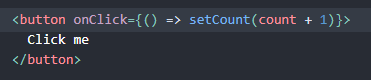 <button onClick={() => setCount(count + 1)}>
  Click me
</button>